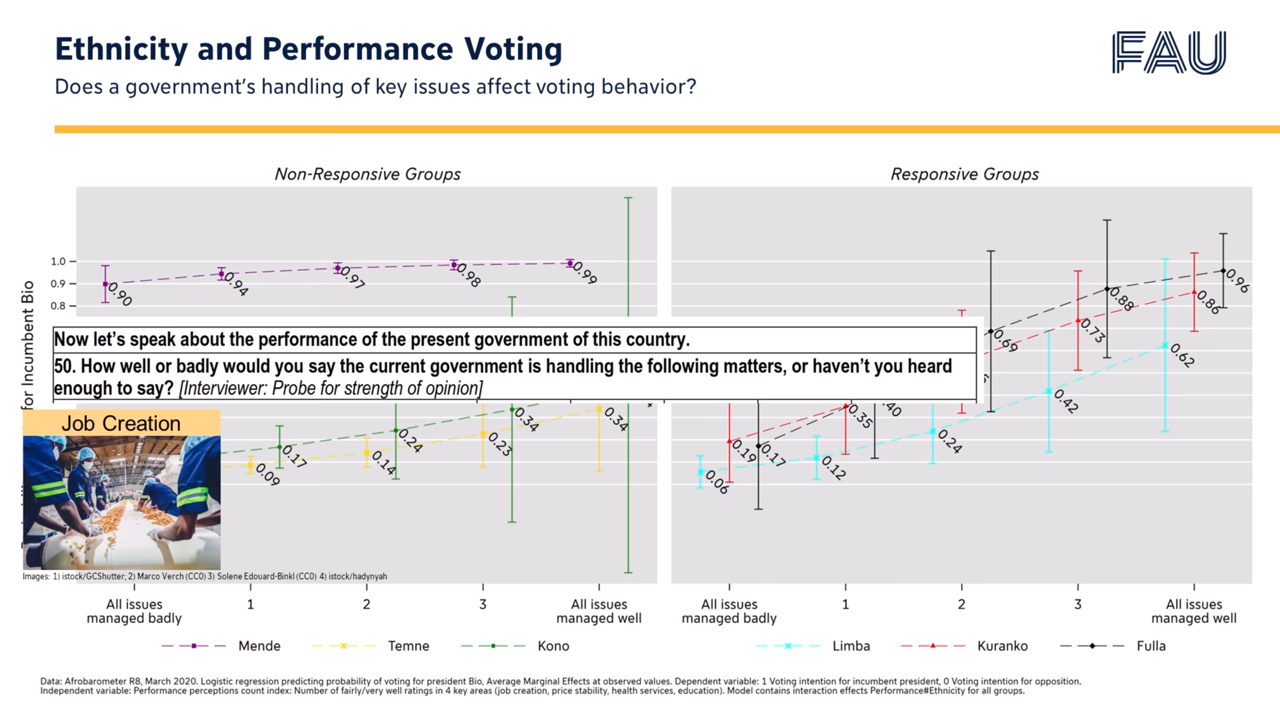 Ethnicity and Performance Voting
FAU
Does a government's handling of key issues affect voting behavior?
Non-Responsive Groups
Responsive Groups
for Incumbent Bio
1.0
0.9
0.8
0.90
0.94
0.97
0.98
0.99
0.96
0.88
0.86
0.73
0.69
0.62
Now let's speak about the performance of the present government of this country.
50. How well or badly would you say the current government is handling the following matters, or haven't you heard
enough to say? [Interviewer: Probe for strength of opinion]
Job Creation
0.09
0.17
0.14
0.24
0.23
0.34
0.34
0.06
0.19
0.17
0.12
0.35
.40
0.24
0.42
Images: 1) istock/GCShutter; 2) Marco Verch (CC0) 3) Solene Edouard-Binkl (CC0) 4) istock/hadynyah
All issues
managed badly
1
2
3
All issues
managed well
All issues
managed badly
1
2
3
All issues
managed well
Mende
Temne
Kono
Limba
Kuranko
Fulla
Data: Afrobarometer R8, March 2020. Logistic regression predicting probability of voting for president Bio, Average Marginal Effects at observed values. Dependent variable: 1 Voting intention for incumbent president, 0 Voting intention for opposition.
Independent variable: Performance perceptions count index: Number of fairly/very well ratings in 4 key areas (job creation, price stability, health services, education). Model contains interaction effects Performance#Ethnicity for all groups.